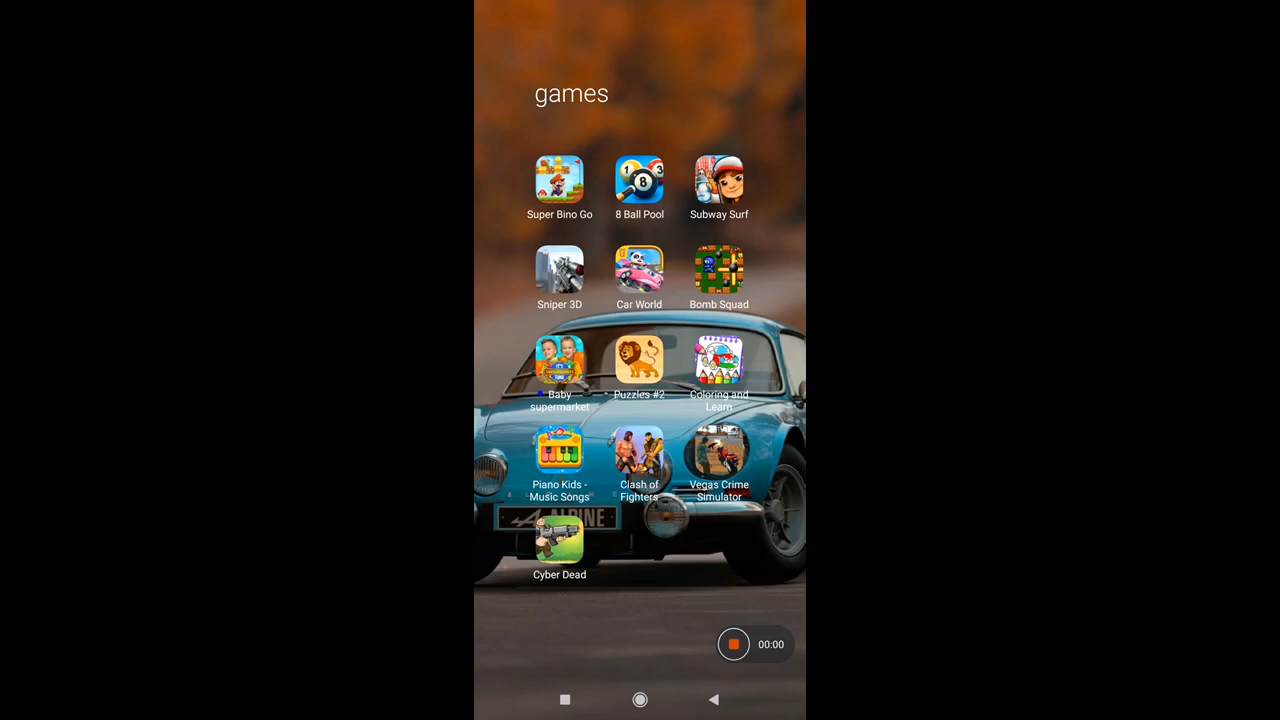 games
Super Bino Go
8 Ball Pool
Subway Surf
Sniper 3D
Car World
Bomb Squad
Baby
supermarket
Puzzles #2
Coloring and
Learn
Piano Kids -
Music Songs
Clash of
Fighters
Vegas Crime
Simulator
ALPINE
Cyber Dead
00:00